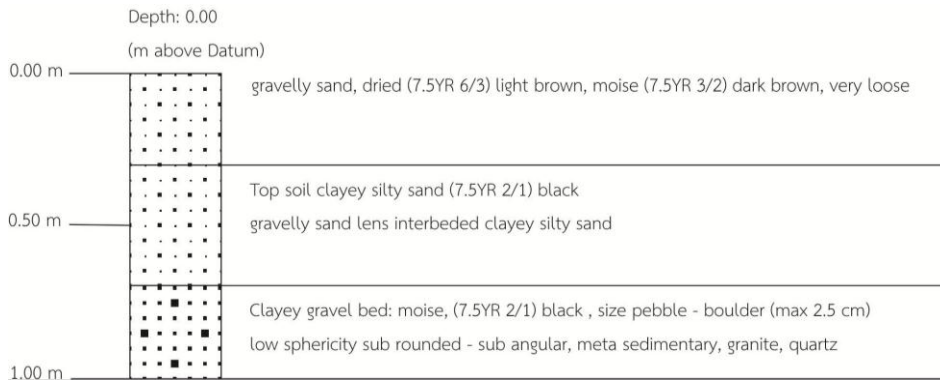 Depth: 0.00
(m above Datum)
0.00 m
gravelly sand, dried (7.5YR 6/3) light brown, moise (7.5YR 3/2) dark brown, very loose
Top soil clayey silty sand (7.5YR 2/1) black
0.50 m
gravelly sand lens interbeded clayey silty sand
Clayey gravel bed: moise, (7.5YR 2/1) black , size pebble - boulder (max 2.5 cm)
low sphericity sub rounded - sub angular, meta sedimentary, granite, quartz
1.00 m